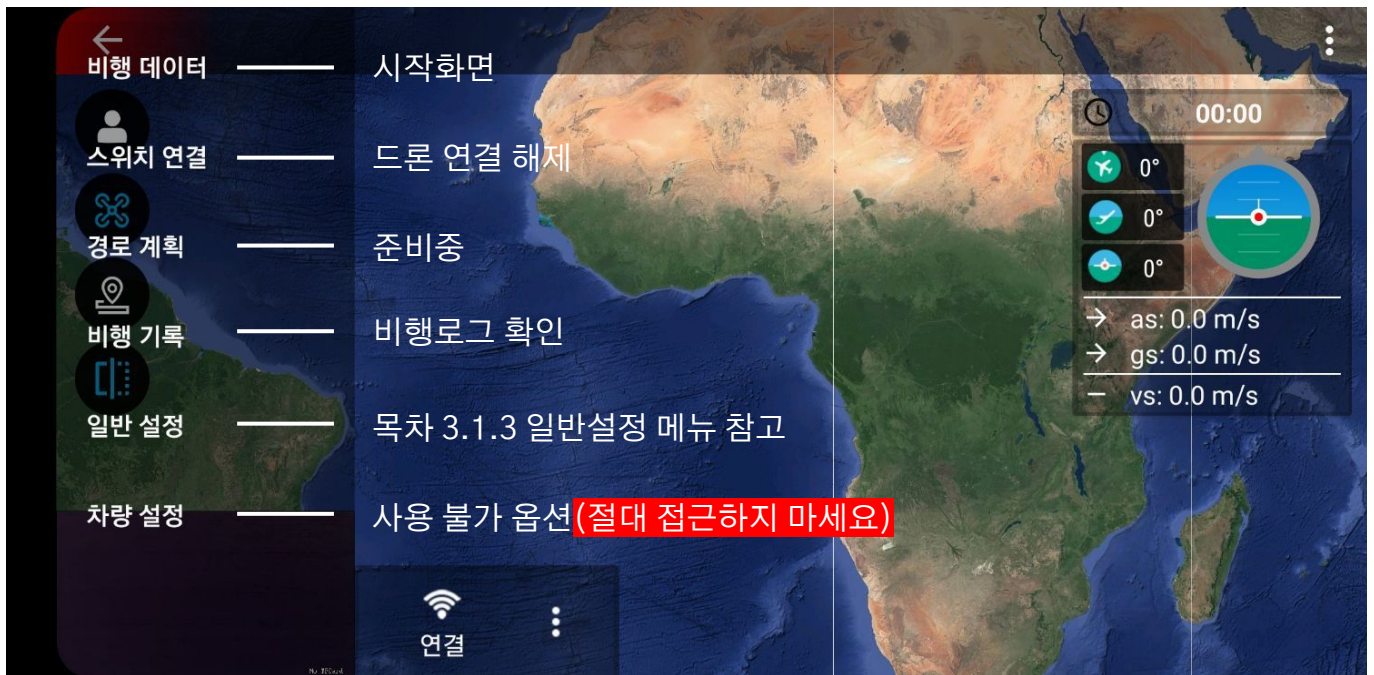 비행 데이터 시작화면
스위치 연결 드론 연결 해제
경로 계획 준비중
비행 기록 비행로그 확인
일반 설정 목차 3.1.3 일반설정 메뉴 참고
차량 설정 사용 불가 옵션(절대 접근하지 마세요)
00:00
0°
0°
0°
as: 0.0 m/s
gs: 0.0 m/s
vs: 0.0 m/s
연결